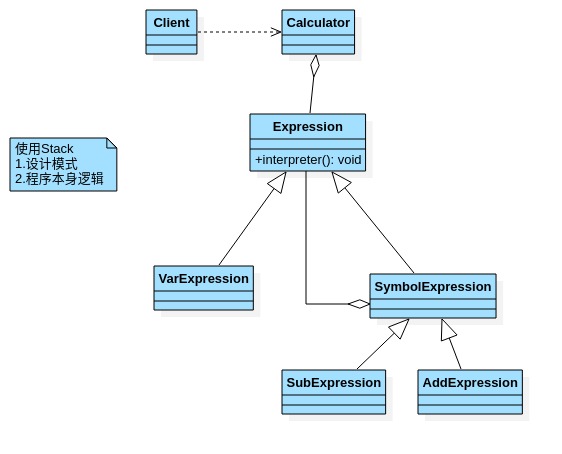 Client
Calculator
Expression
+interpreter(): void
使用Stack
1.设计模式
2.程序本身逻辑
VarExpression
SymbolExpression
SubExpression
AddExpression